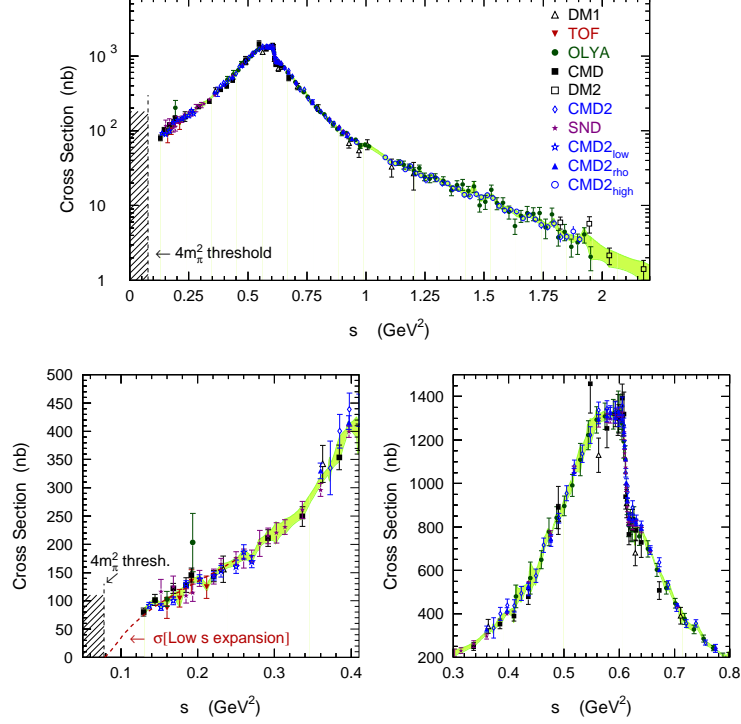 Cross Section (nb)
10³
10²
10
1
DM1
TOF
OLYA
CMD
DM2
CMD2
SND
CMD2low
CMD2rho
CMD2high
← 4m²π threshold
0 0.25 0.5 0.75 1 1.25 1.5 1.75 2
s (GeV²)
Cross Section (nb)
500
450
400
350
300
250
200
150
100
50
0
4m²π thresh.
← σ[Low s expansion]
0.1 0.2 0.3 0.4
s (GeV²)
Cross Section (nb)
1400
1200
1000
800
600
400
200
0.3 0.4 0.5 0.6 0.7 0.8
s (GeV²)